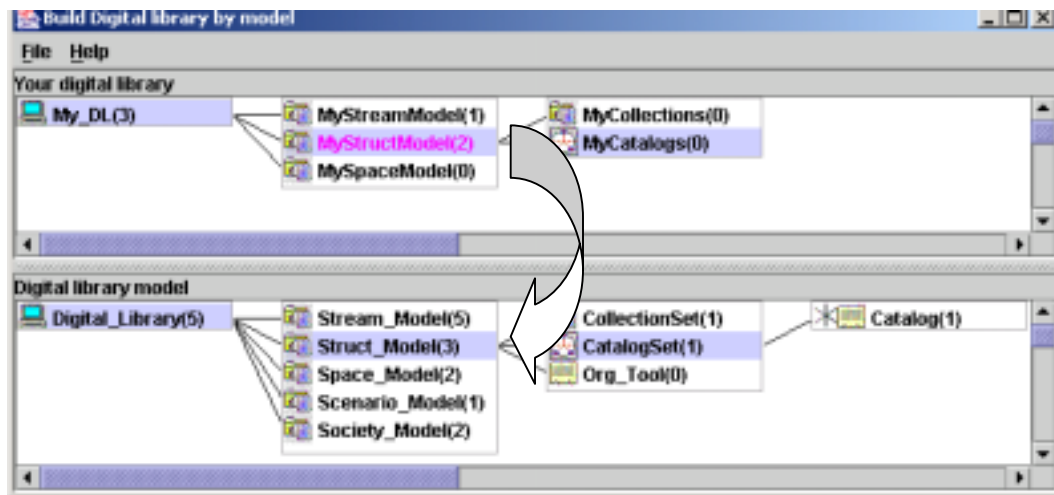 Build Digital library by model
File Help
Your digital library
My_DL(3)
MyStreamModel(1)
MyStructModel(2)
MySpaceModel(0)
MyCollections(0)
MyCatalogs(0)
Digital library model
Digital_Library(5)
Stream_Model(5)
Struct_Model(3)
Space_Model(2)
Scenario_Model(1)
Society_Model(2)
CollectionSet(1)
CatalogSet(1)
Org_Tool(0)
Catalog(1)